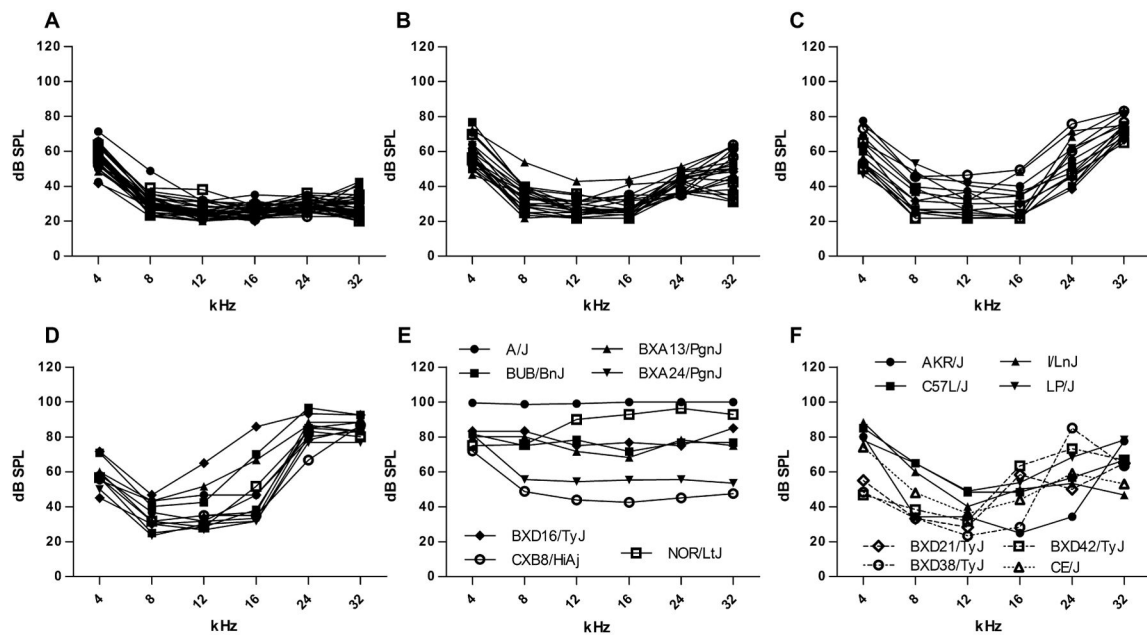 A
120
100
80
60
40
20
0
dB SPL
4 8 12 16 24 32
kHz
B
120
100
80
60
40
20
0
dB SPL
4 8 12 16 24 32
kHz
C
120
100
80
60
40
20
0
dB SPL
4 8 12 16 24 32
kHz
D
120
100
80
60
40
20
0
dB SPL
4 8 12 16 24 32
kHz
E
A/J BXA13/PgnJ
BUB/BnJ BXA24/PgnJ
120
100
80
60
40
20
0
dB SPL
BXD16/TyJ
CXB8/HiAj NOR/LtJ
4 8 12 16 24 32
kHz
F
AKR/J I/LnJ
C57L/J LP/J
120
100
80
60
40
20
0
dB SPL
BXD21/TyJ BXD42/TyJ
BXD38/TyJ CE/J
4 8 12 16 24 32
kHz